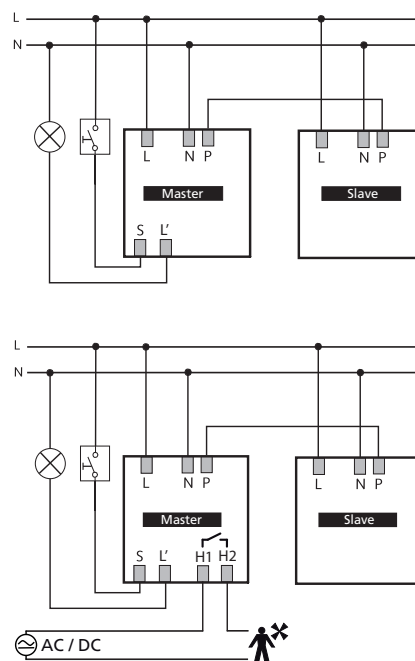 L
N
L N P L N P
Master Slave
S L'
L
N
L N P L N P
Master Slave
S L' H1 H2
AC / DC